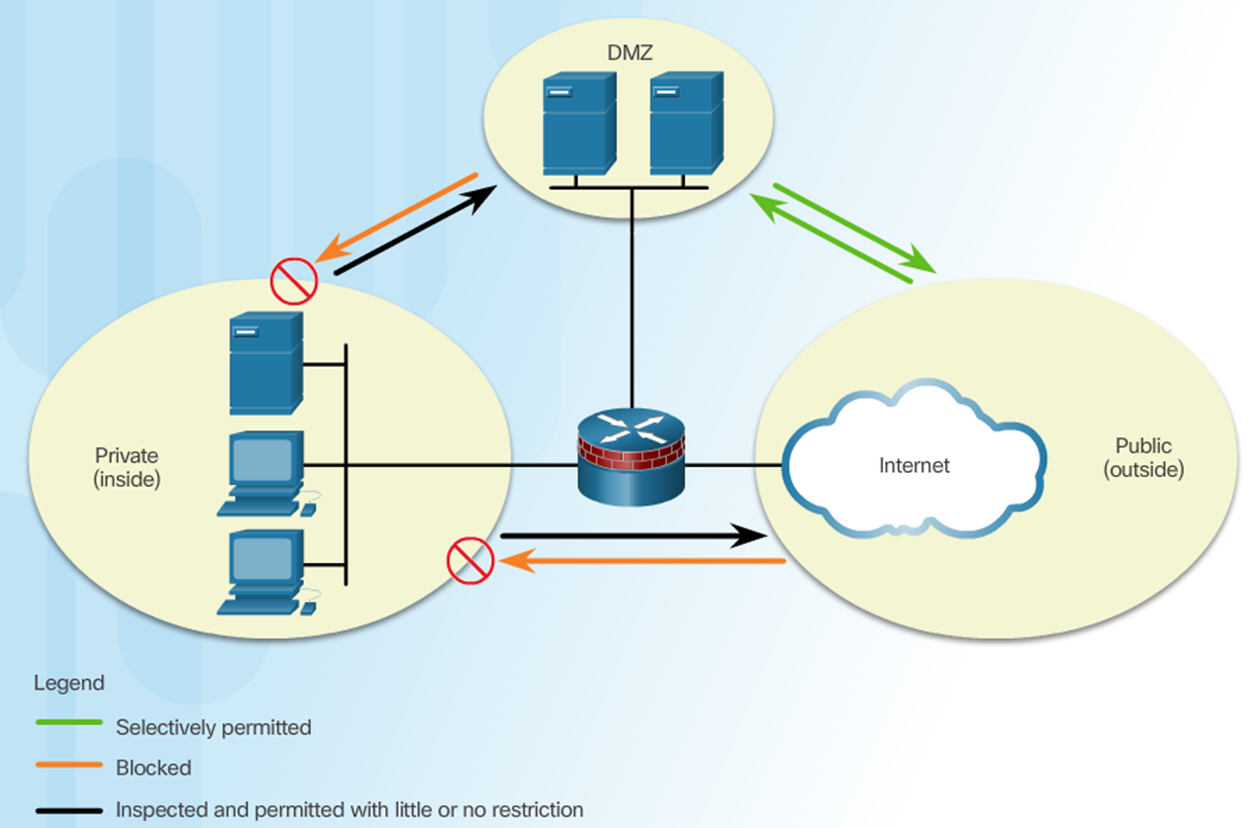 DMZ
Private
(inside)
Internet
Public
(outside)
Legend
Selectively permitted
Blocked
Inspected and permitted with little or no restriction